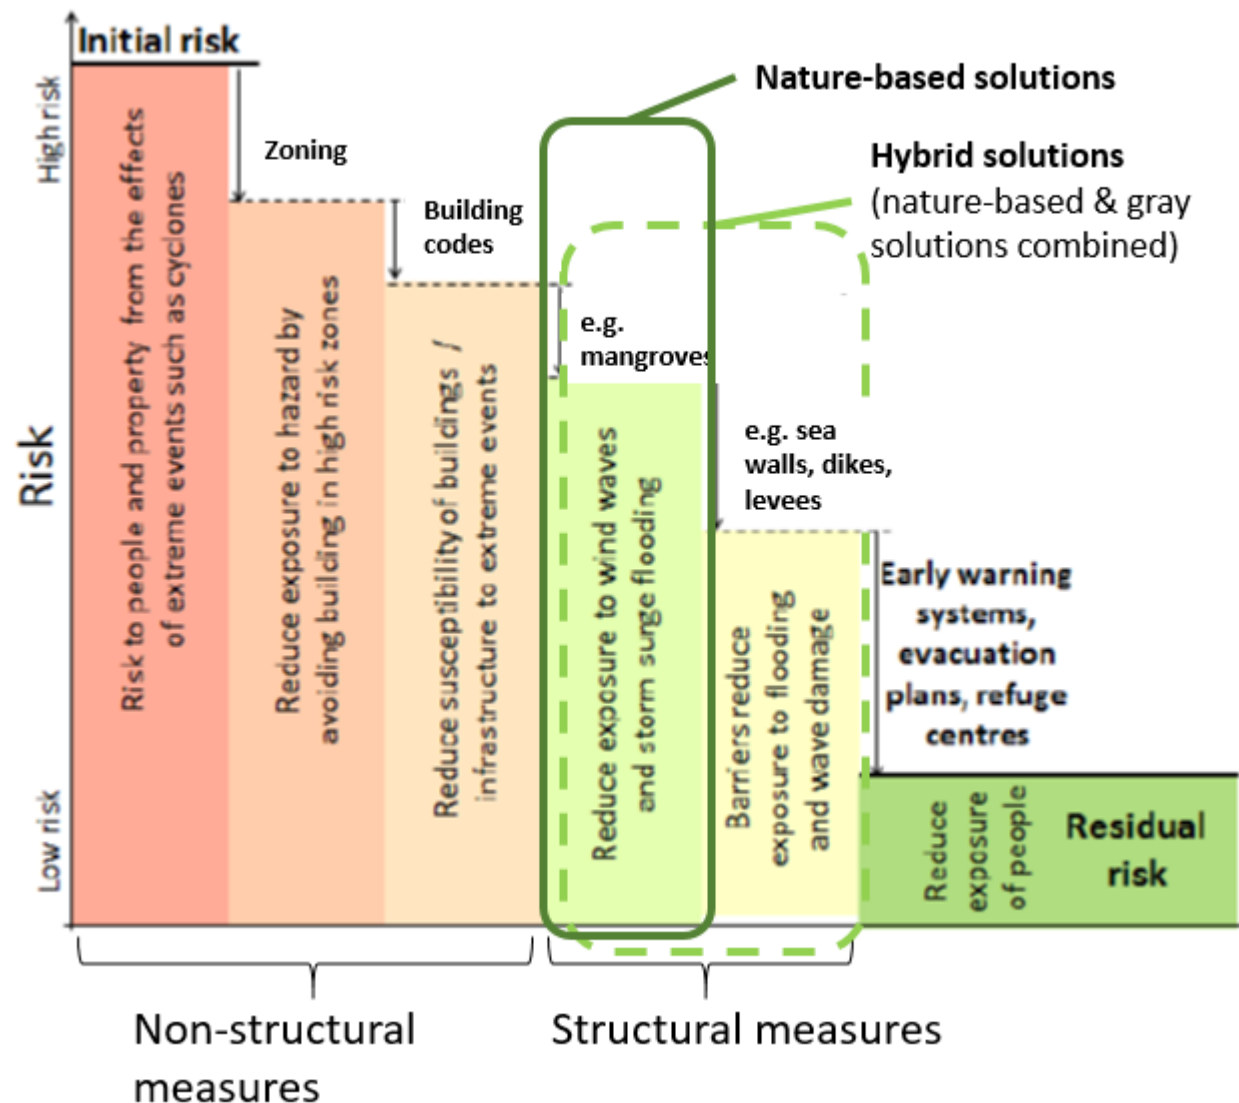 Initial risk
Nature-based solutions
Hybrid solutions
(nature-based & gray
solutions combined)
Zoning
Building
codes
e.g.
mangroves
e.g. sea
walls, dikes,
levees
Early warning
systems,
evacuation
plans, refuge
centres
High risk
Risk
Low risk
Risk to people and property from the effects
of extreme events such as cyclones
Reduce exposure to hazard by
avoiding building in high risk zones
Reduce susceptibility of buildings /
infrastructure to extreme events
Reduce exposure to wind waves
and storm surge flooding
Barriers reduce
exposure to flooding
and wave damage
Reduce
exposure
of people
Residual
risk
Non-structural
measures
Structural measures